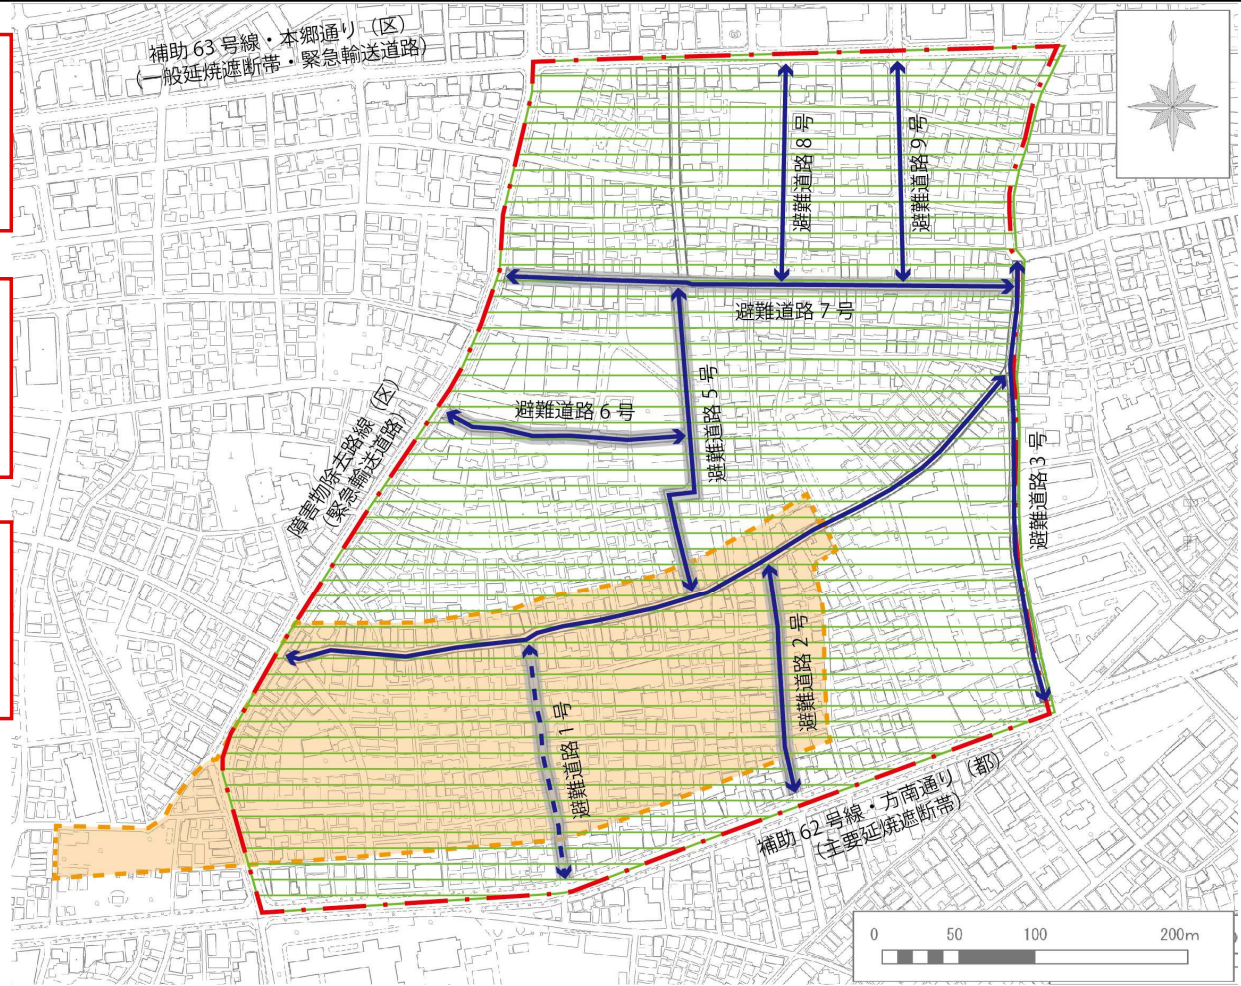 補助 63 号線・本郷通り（区）
（一般延焼遮断帯・緊急輸送道路）
避難道路 8 号
避難道路 9 号
避難道路 7 号
避難道路 5 号
避難道路 6 号
障害物除去路線（区）
（緊急輸送道路）
避難道路 3 号
避難道路 2 号
避難道路 1 号
補助 62 号線・方南通り（都）
（主要延焼遮断帯）
0 50 100 200m